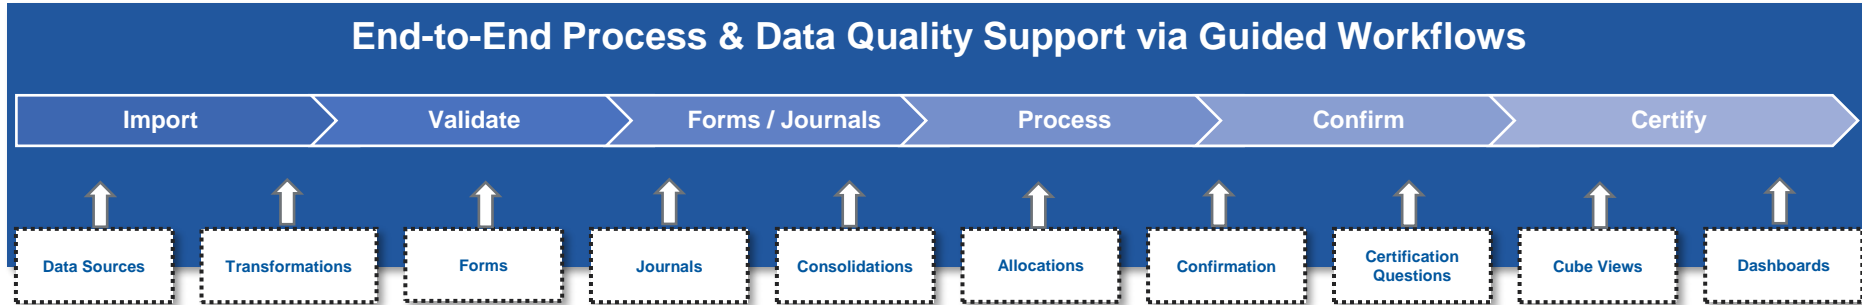 End-to-End Process & Data Quality Support via Guided Workflows
Import
Validate
Forms / Journals
Process
Confirm
Certify
Data Sources
Transformations
Forms
Journals
Consolidations
Allocations
Confirmation
Certification
Questions
Cube Views
Dashboards